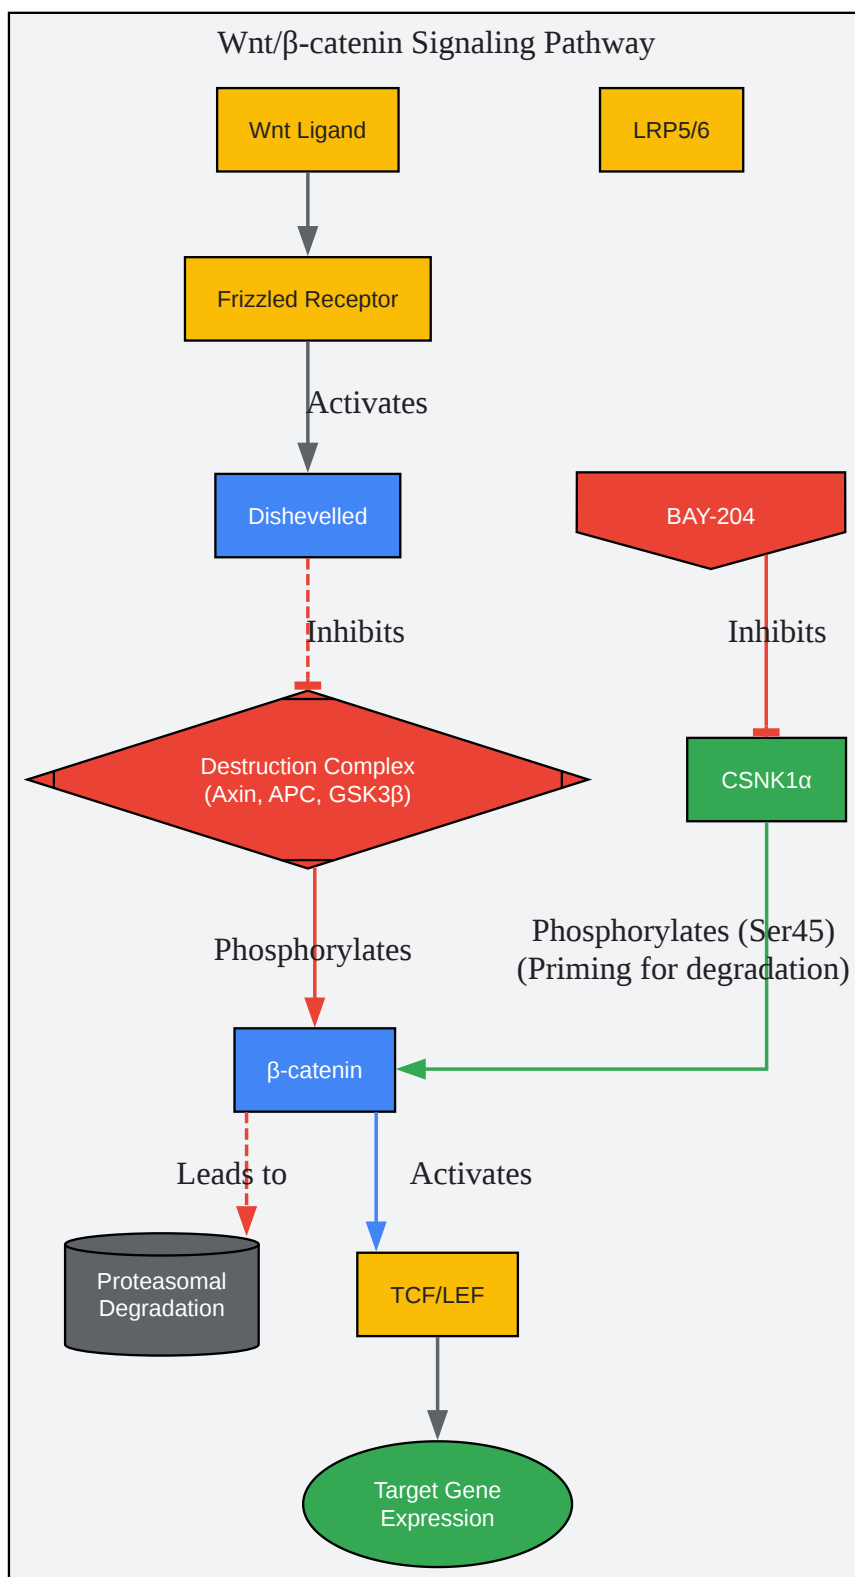 Wnt/β-catenin Signaling Pathway
Wnt Ligand
LRP5/6
Frizzled Receptor
Activates
Dishevelled
BAY-204
Inhibits
Inhibits
Destruction Complex
(Axin, APC, GSK3β)
CSNK1α
Phosphorylates
Phosphorylates (Ser45)
(Priming for degradation)
β-catenin
Leads to
Activates
Proteasomal
Degradation
TCF/LEF
Target Gene
Expression